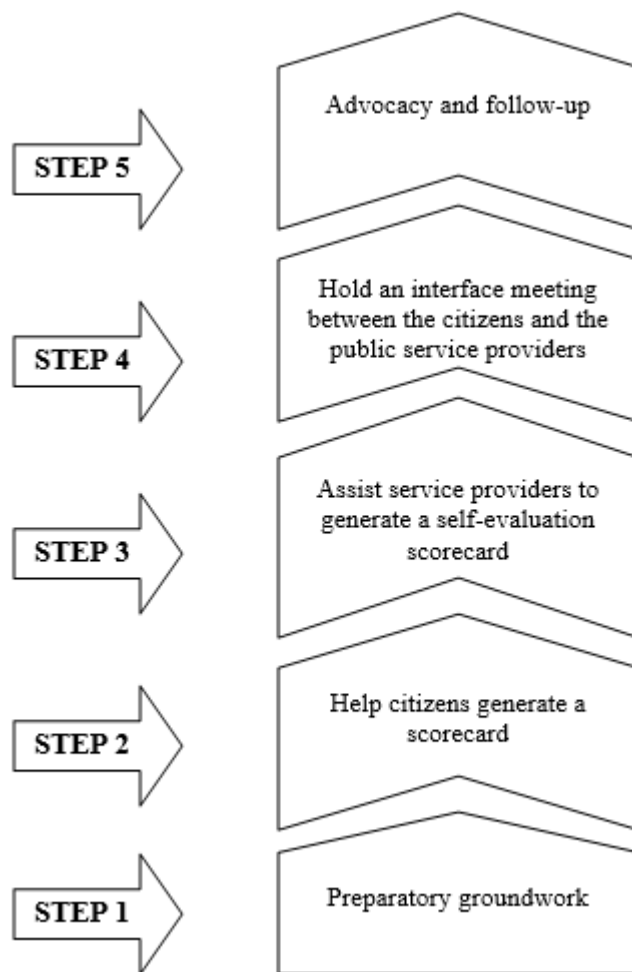 Advocacy and follow-up
STEP 5
Hold an interface meeting
between the citizens and the
public service providers
STEP 4
Assist service providers to
generate a self-evaluation
scorecard
STEP 3
Help citizens generate a
scorecard
STEP 2
Preparatory groundwork
STEP 1